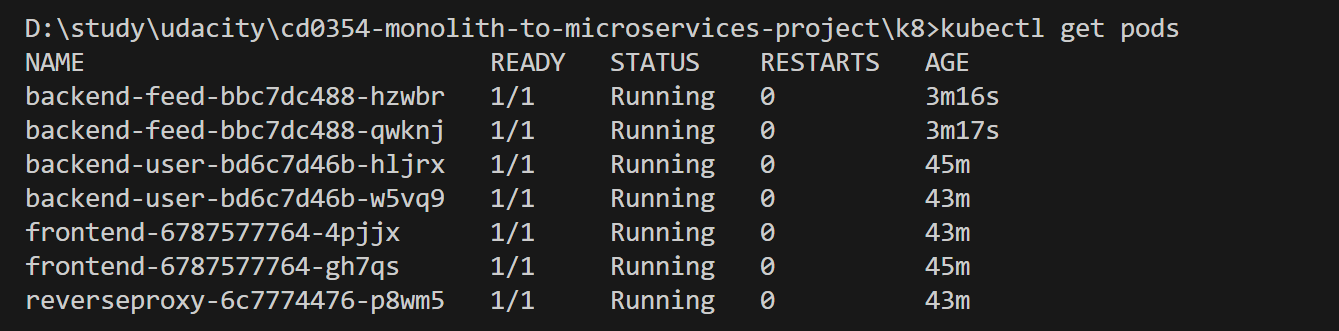 D:\study\udacity\cd0354-monolith-to-microservices-project\k8>kubectl get pods
NAME READY STATUS RESTARTS AGE
backend-feed-bbc7dc488-hzwbr 1/1 Running 0 3m16s
backend-feed-bbc7dc488-qwknj 1/1 Running 0 3m17s
backend-user-bd6c7d46b-hljrx 1/1 Running 0 45m
backend-user-bd6c7d46b-w5vq9 1/1 Running 0 43m
frontend-6787577764-4pjjx 1/1 Running 0 43m
frontend-6787577764-gh7qs 1/1 Running 0 45m
reverseproxy-6c7774476-p8wm5 1/1 Running 0 43m